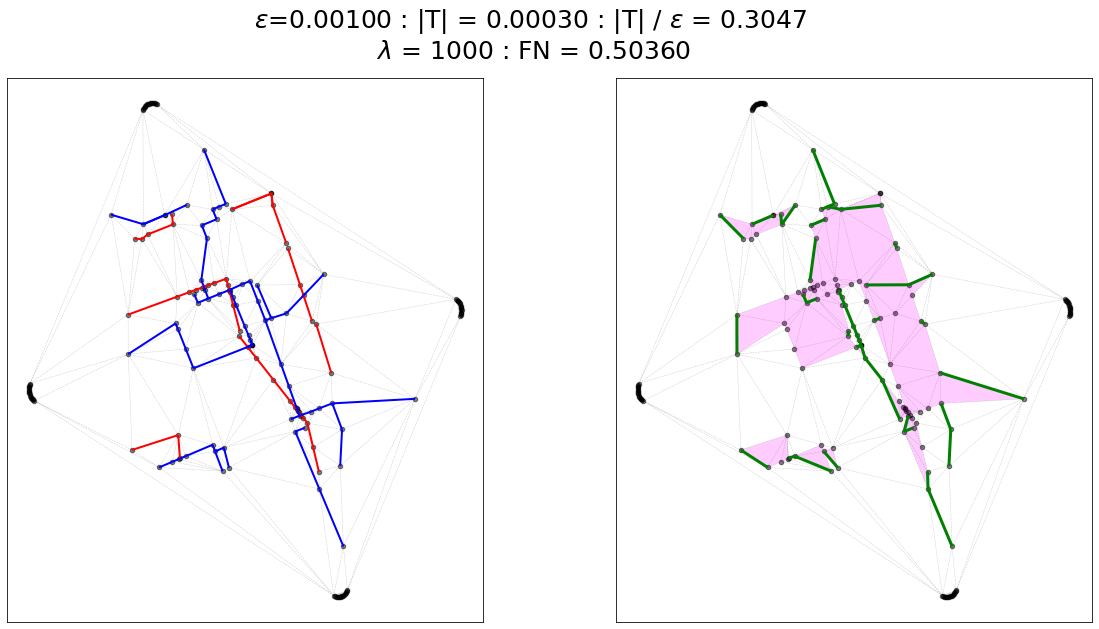 ε=0.00100 : |T| = 0.00030 : |T| / ε = 0.3047
λ = 1000 : FN = 0.50360